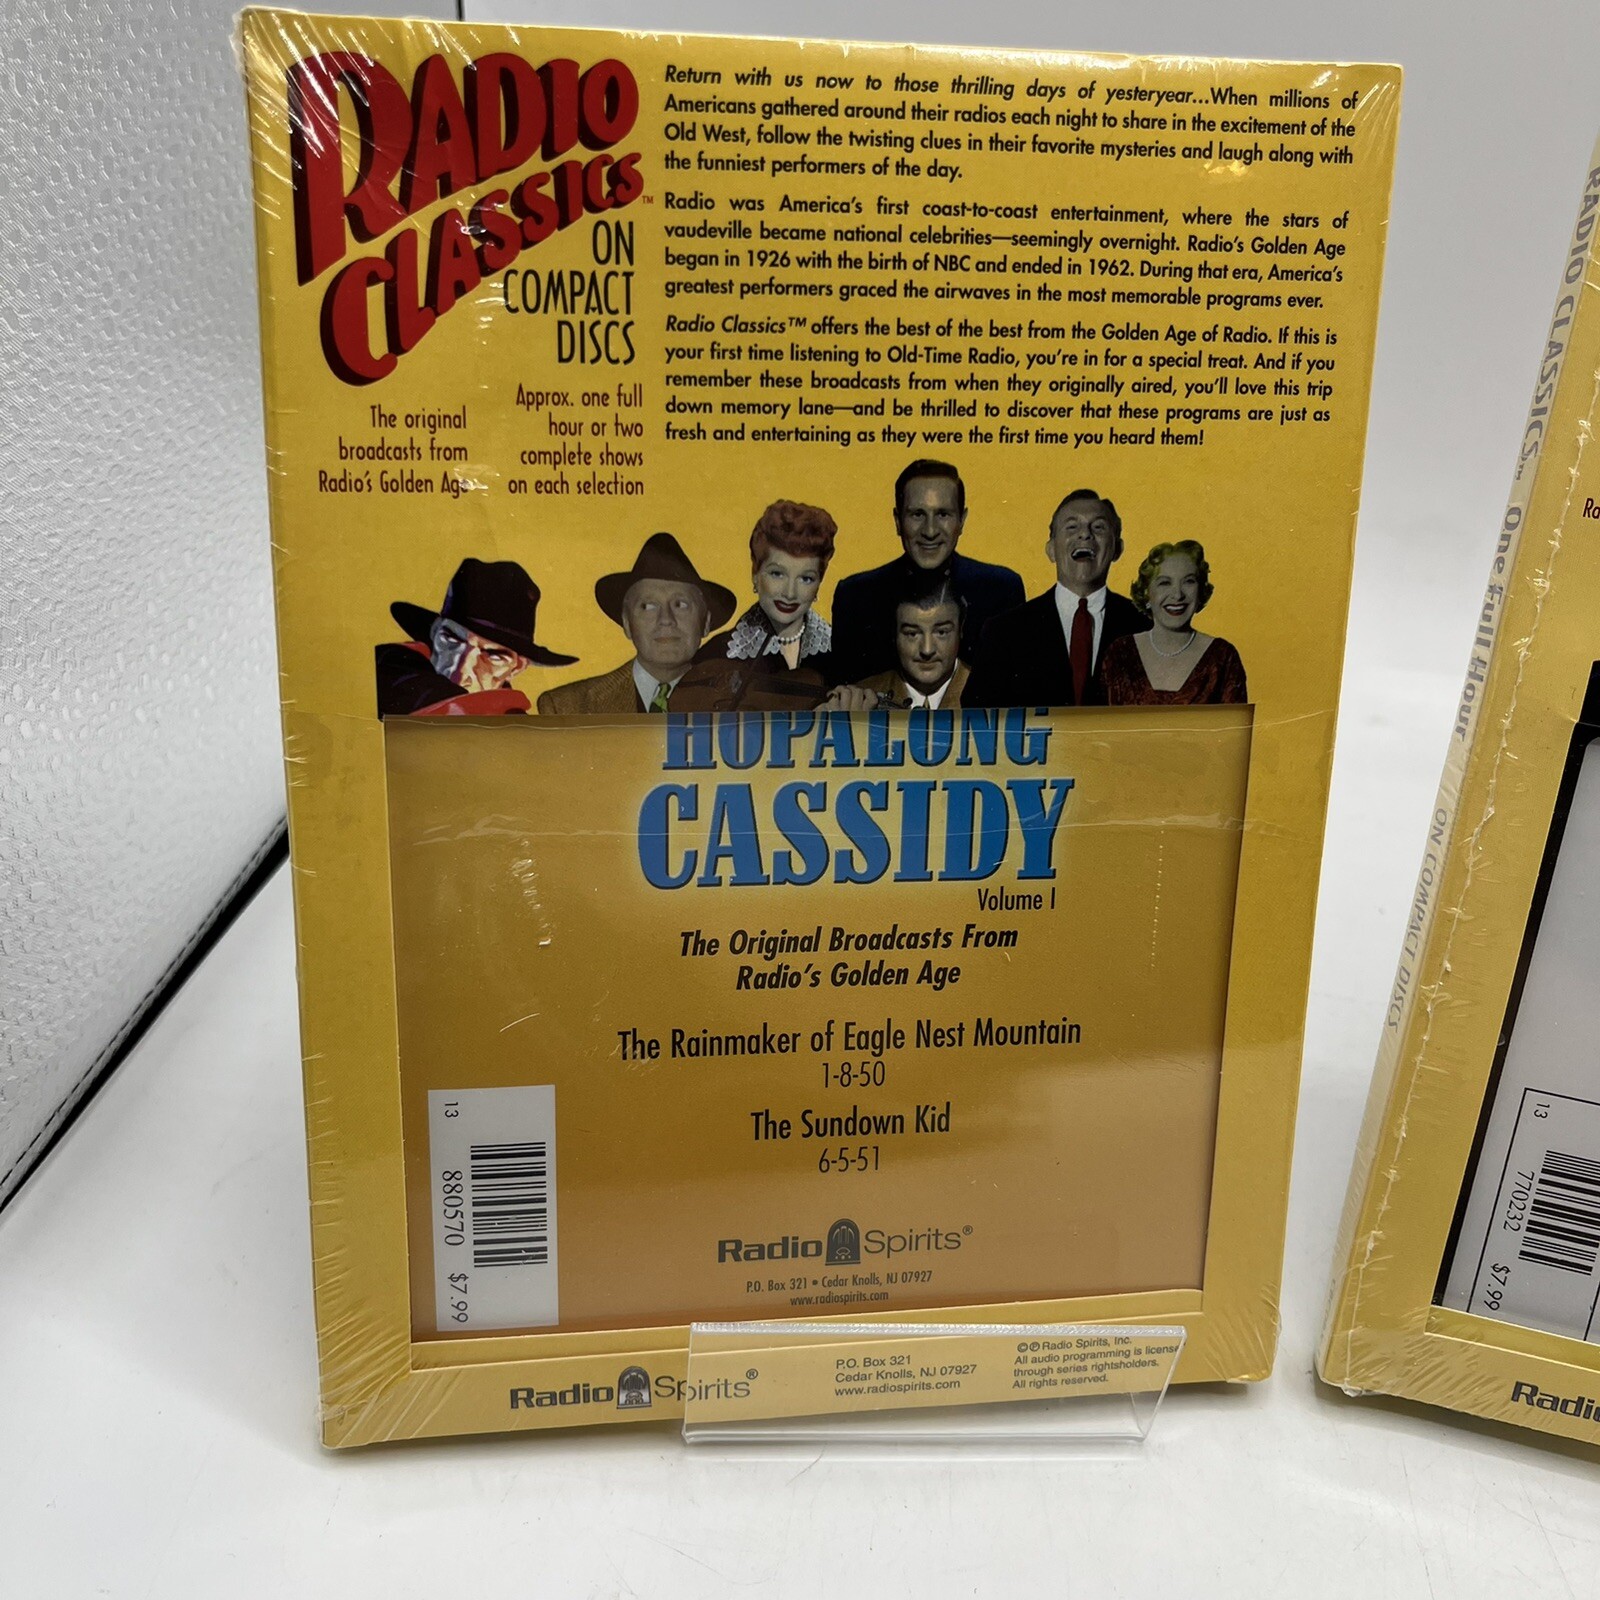 RADIO
CLASSICS™
ON
COMPACT
DISCS
The original
broadcasts from
Radio's Golden Age
Approx. one full
hour or two
complete shows
on each selection
Return with us now to those thrilling days of yesteryear...When millions of
Americans gathered around their radios each night to share in the excitement of the
Old West, follow the twisting clues in their favorite mysteries and laugh along with
the funniest performers of the day.
Radio was America's first coast-to-coast entertainment, where the stars of
vaudeville became national celebrities—seemingly overnight. Radio's Golden Age
began in 1926 with the birth of NBC and ended in 1962. During that era, America's
greatest performers graced the airwaves in the most memorable programs ever.
Radio Classics™ offers the best of the best from the Golden Age of Radio. If this is
your first time listening to Old-Time Radio, you're in for a special treat. And if you
remember these broadcasts from when they originally aired, you'll love this trip
down memory lane—and be thrilled to discover that these programs are just as
fresh and entertaining as they were the first time you heard them!
HOPALONG
CASSIDY
Volume I
The Original Broadcasts From
Radio's Golden Age
The Rainmaker of Eagle Nest Mountain
1-8-50
The Sundown Kid
6-5-51
13
880570 $7.99
Radio Spirits®
P.O. Box 321 • Cedar Knolls, NJ 07927
www.radiospirits.com
Radio Spirits®
P.O. Box 321
Cedar Knolls, NJ 07927
www.radiospirits.com
©℗ Radio Spirits, Inc.
All audio programming is license
through series rightsholders.
All rights reserved.
RADIO CLASSICS™ One Full Hour
ON COMPACT DISCS
Ra
13
770232 $7.99
Radio